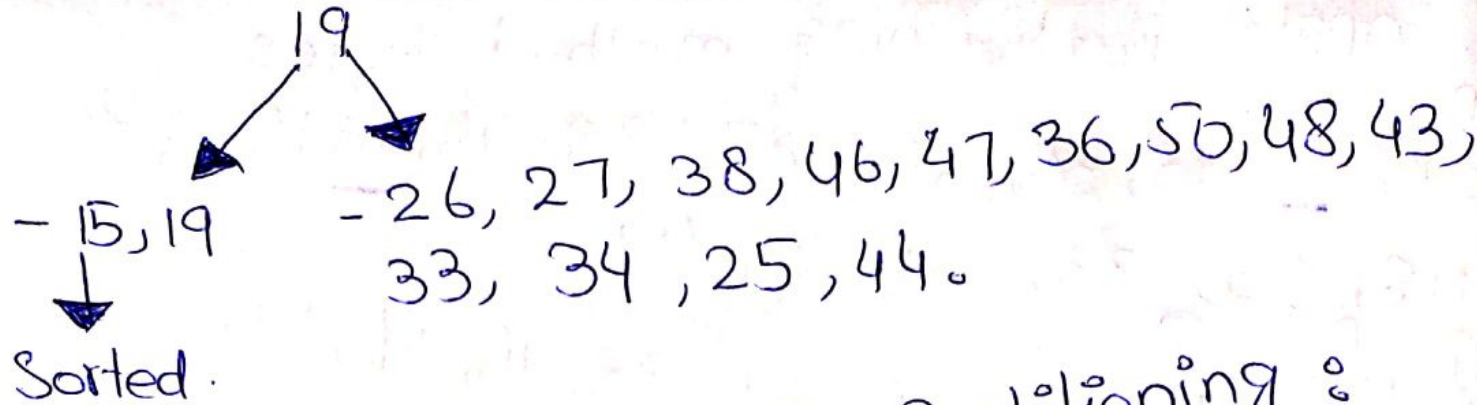 19
- 15, 19
- 26, 27, 38, 46, 47, 36, 50, 48, 43,
33, 34, 25, 44.
Sorted.